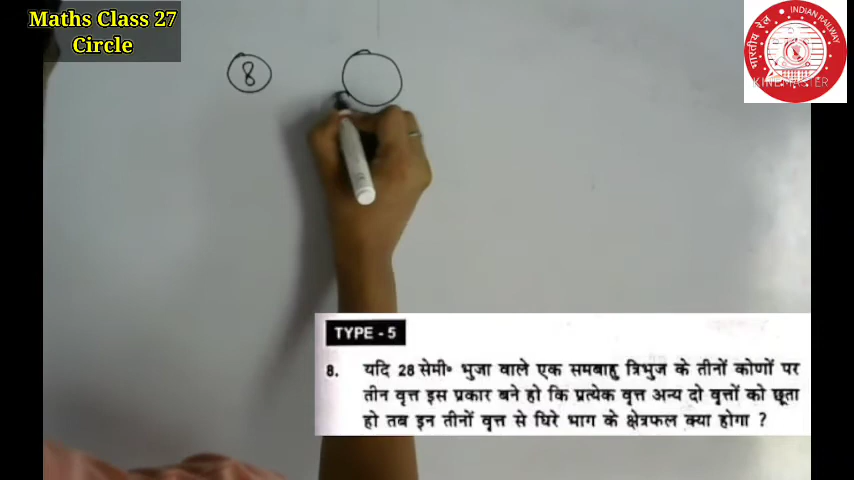 Maths Class 27
Circle
8
भारतीय रेल
INDIAN RAILWAY
KINEMASTER
TYPE - 5
8. यदि 28 सेमी॰ भुजा वाले एक समबाहु त्रिभुज के तीनों कोणों पर
तीन वृत्त इस प्रकार बने हो कि प्रत्येक वृत्त अन्य दो वृत्तों को छूता
हो तब इन तीनों वृत्त से घिरे भाग के क्षेत्रफल क्या होगा ?